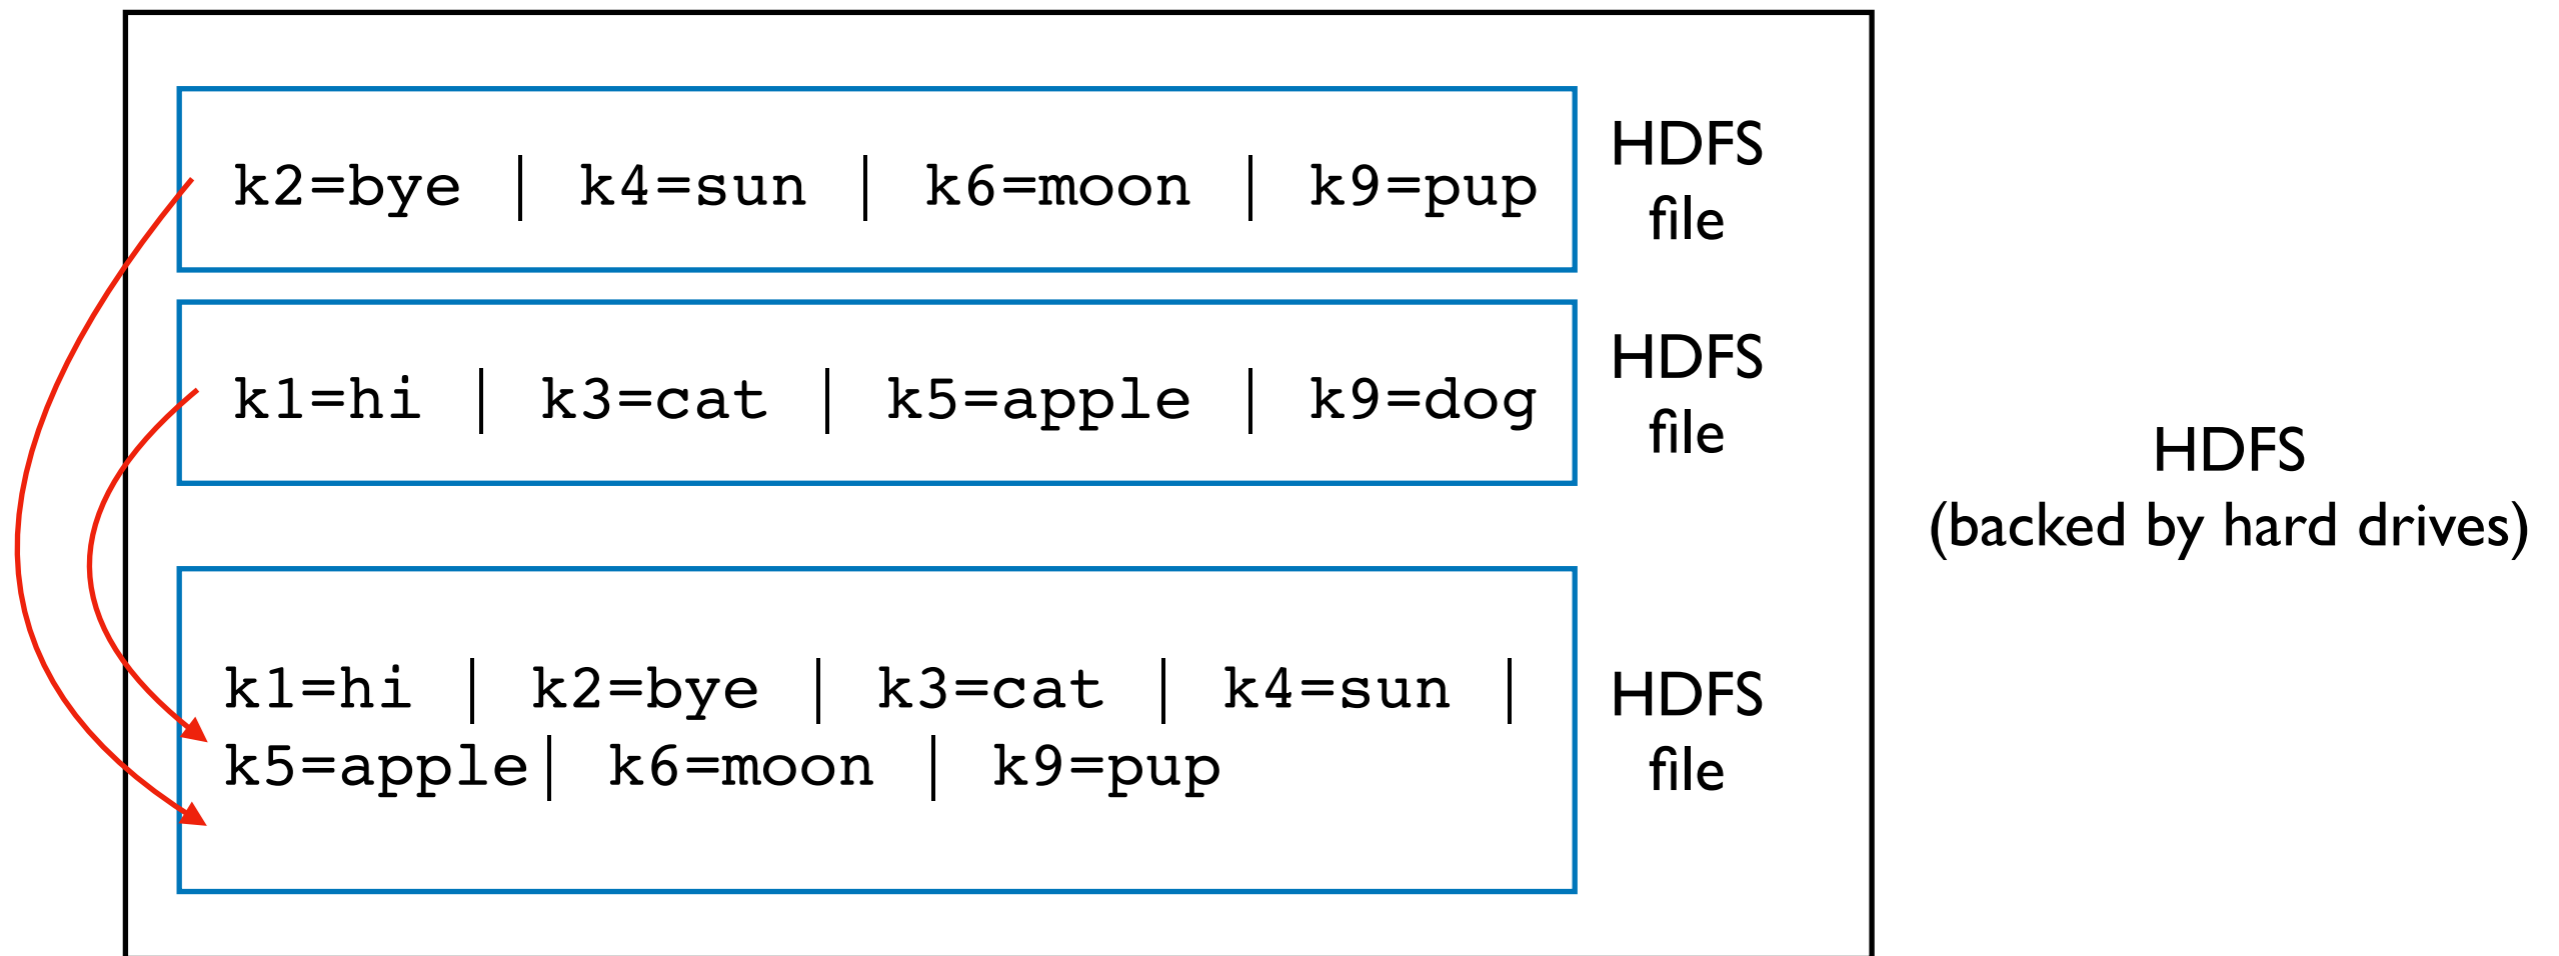 k2=bye | k4=sun | k6=moon | k9=pup
HDFS
file
k1=hi | k3=cat | k5=apple | k9=dog
HDFS
file
HDFS
(backed by hard drives)
k1=hi | k2=bye | k3=cat | k4=sun |
k5=apple| k6=moon | k9=pup
HDFS
file